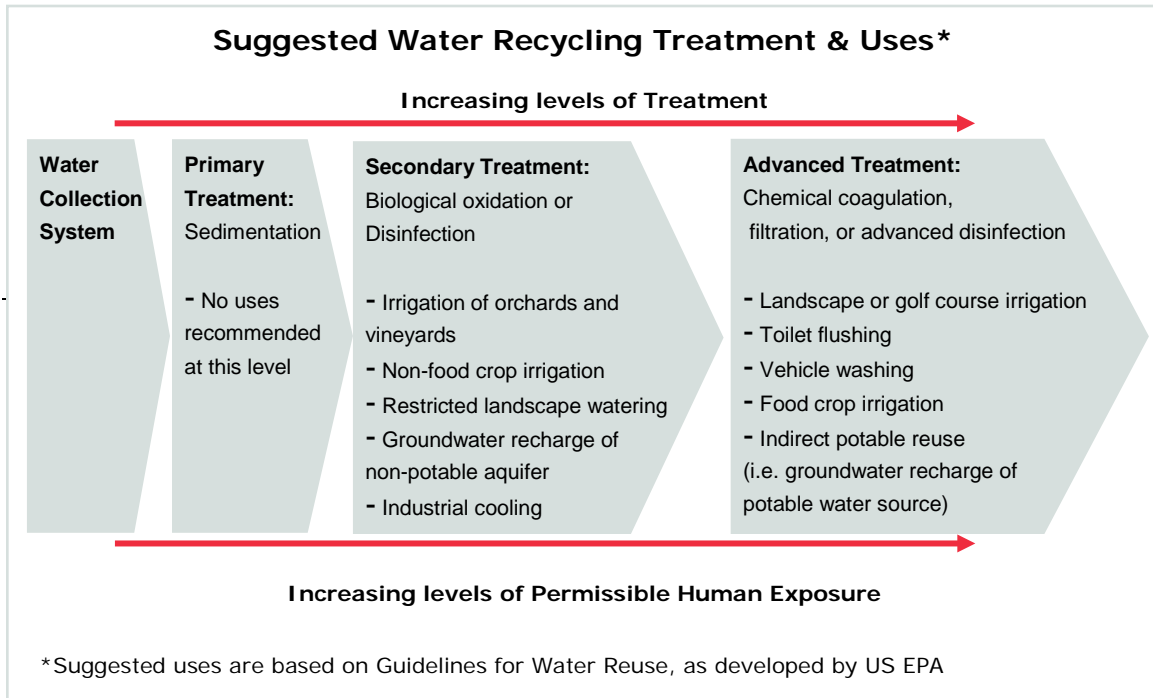 Suggested Water Recycling Treatment & Uses*
Increasing levels of Treatment
Water
Collection
System
Primary
Treatment:
Sedimentation
- No uses
recommended
at this level
Secondary Treatment:
Biological oxidation or
Disinfection
- Irrigation of orchards and
vineyards
- Non-food crop irrigation
- Restricted landscape watering
- Groundwater recharge of
non-potable aquifer
- Industrial cooling
Advanced Treatment:
Chemical coagulation,
filtration, or advanced disinfection
- Landscape or golf course irrigation
- Toilet flushing
- Vehicle washing
- Food crop irrigation
- Indirect potable reuse
(i.e. groundwater recharge of
potable water source)
Increasing levels of Permissible Human Exposure
*Suggested uses are based on Guidelines for Water Reuse, as developed by US EPA